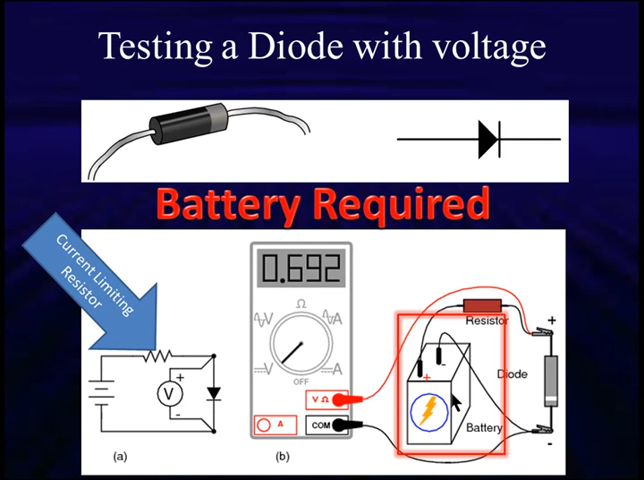 Testing a Diode with voltage
Battery Required
Current Limiting
Resistor
0.692
Ω
V
A
V
A
OFF
V Ω
A
COM
+
-
Resistor
+
Diode
Battery
-
V
+
-
(a)
(b)